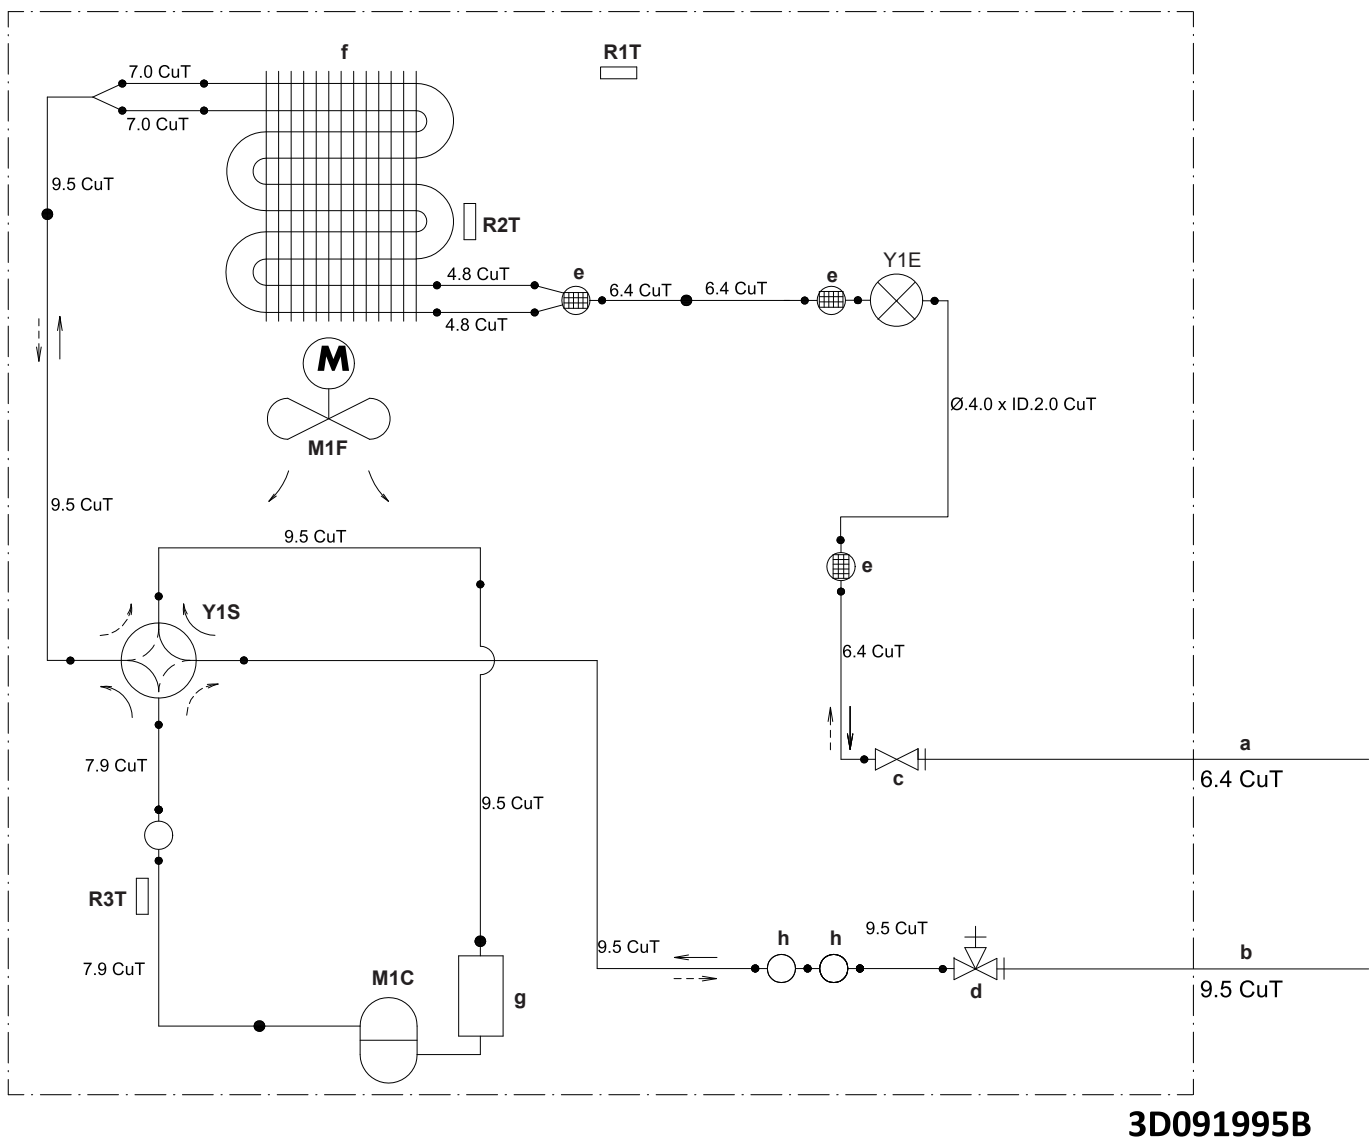 f
R1T
7.0 CuT
7.0 CuT
9.5 CuT
R2T
4.8 CuT
e
6.4 CuT
6.4 CuT
e
Y1E
4.8 CuT
M
Ø.4.0 x ID.2.0 CuT
M1F
9.5 CuT
9.5 CuT
e
Y1S
6.4 CuT
a
7.9 CuT
c
6.4 CuT
9.5 CuT
R3T
h
h
9.5 CuT
9.5 CuT
b
7.9 CuT
M1C
g
d
9.5 CuT
3D091995B